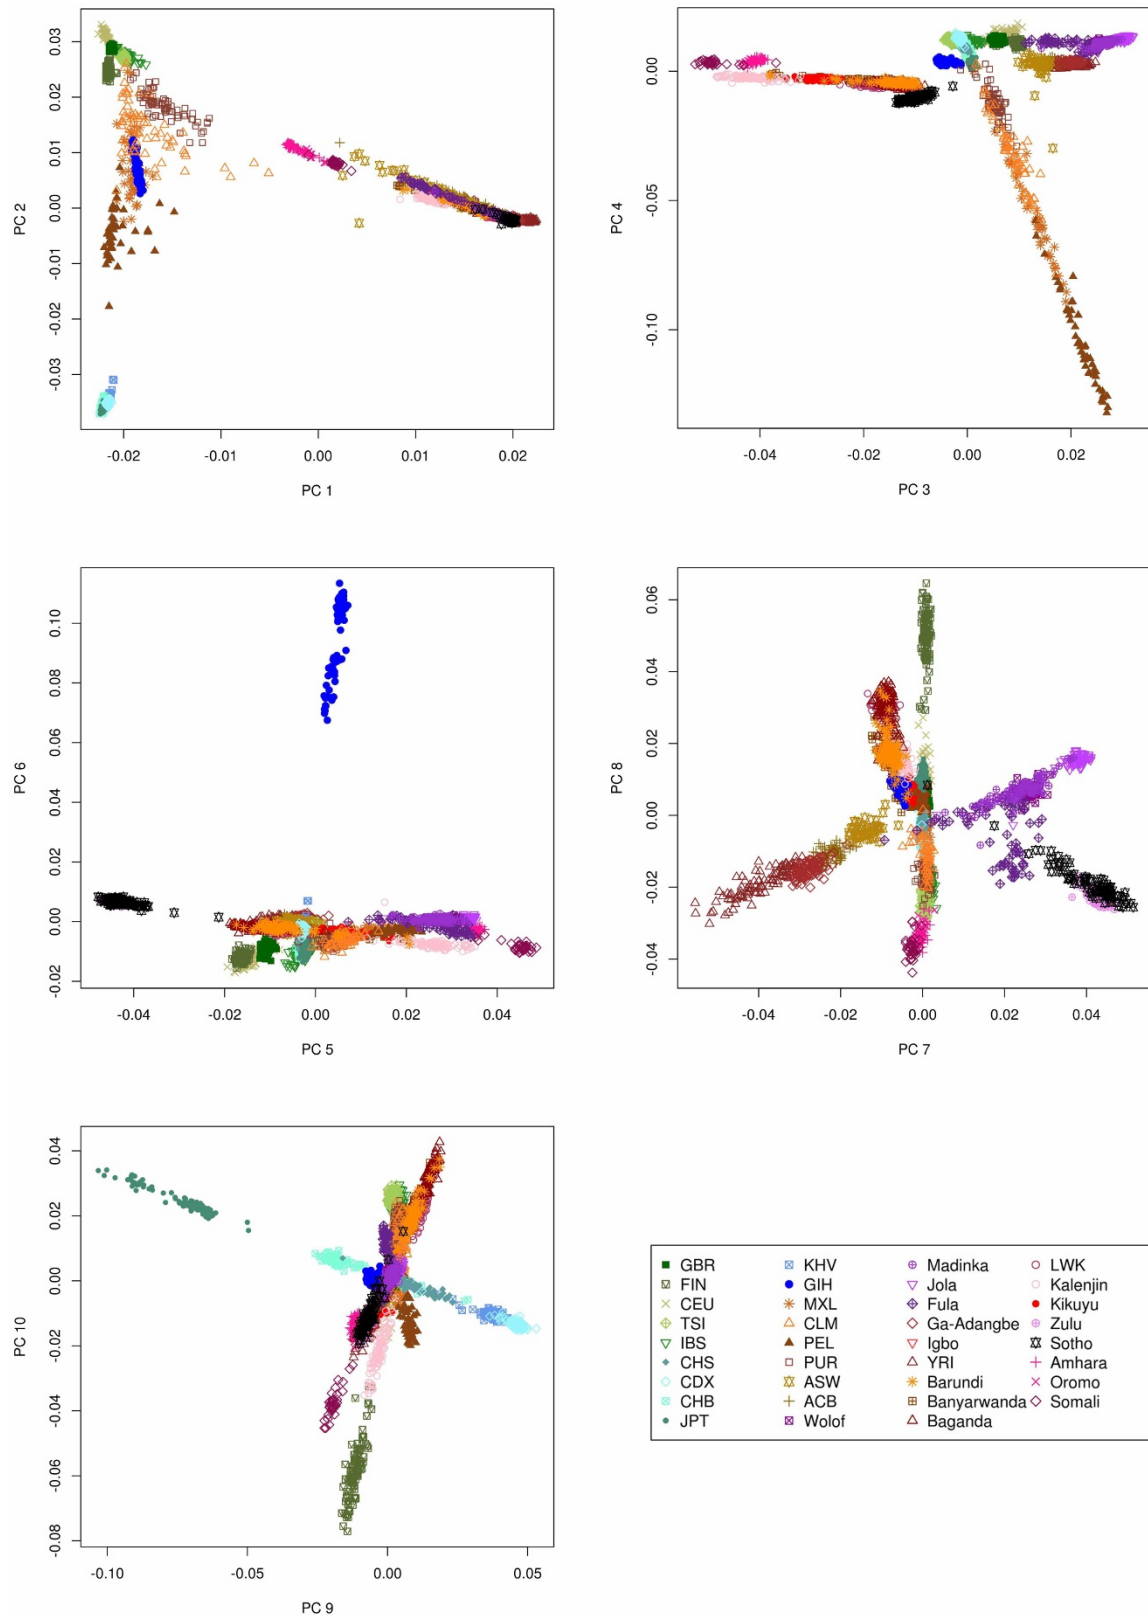 0.03
0.02
0.01
0.00
-0.01
-0.02
-0.03
PC 2
-0.02
-0.01
0.00
0.01
0.02
PC 1
0.00
-0.05
-0.10
PC 4
-0.04
-0.02
0.00
0.02
PC 3
0.10
0.08
0.06
0.04
0.02
0.00
-0.02
PC 6
-0.04
-0.02
0.00
0.02
0.04
PC 5
0.06
0.04
0.02
0.00
-0.02
-0.04
PC 8
-0.04
-0.02
0.00
0.02
0.04
PC 7
0.04
0.02
0.00
-0.02
-0.04
-0.06
-0.08
PC 10
-0.10
-0.05
0.00
0.05
PC 9
GBR
FIN
CEU
TSI
IBS
CHS
CDX
CHB
JPT
KHV
GIH
MXL
CLM
PEL
PUR
ASW
ACB
Wolof
Madinka
Jola
Fula
Ga-Adangbe
Igbo
YRI
Barundi
Banyarwanda
Baganda
LWK
Kalenjin
Kikuyu
Zulu
Sotho
Amhara
Oromo
Somali